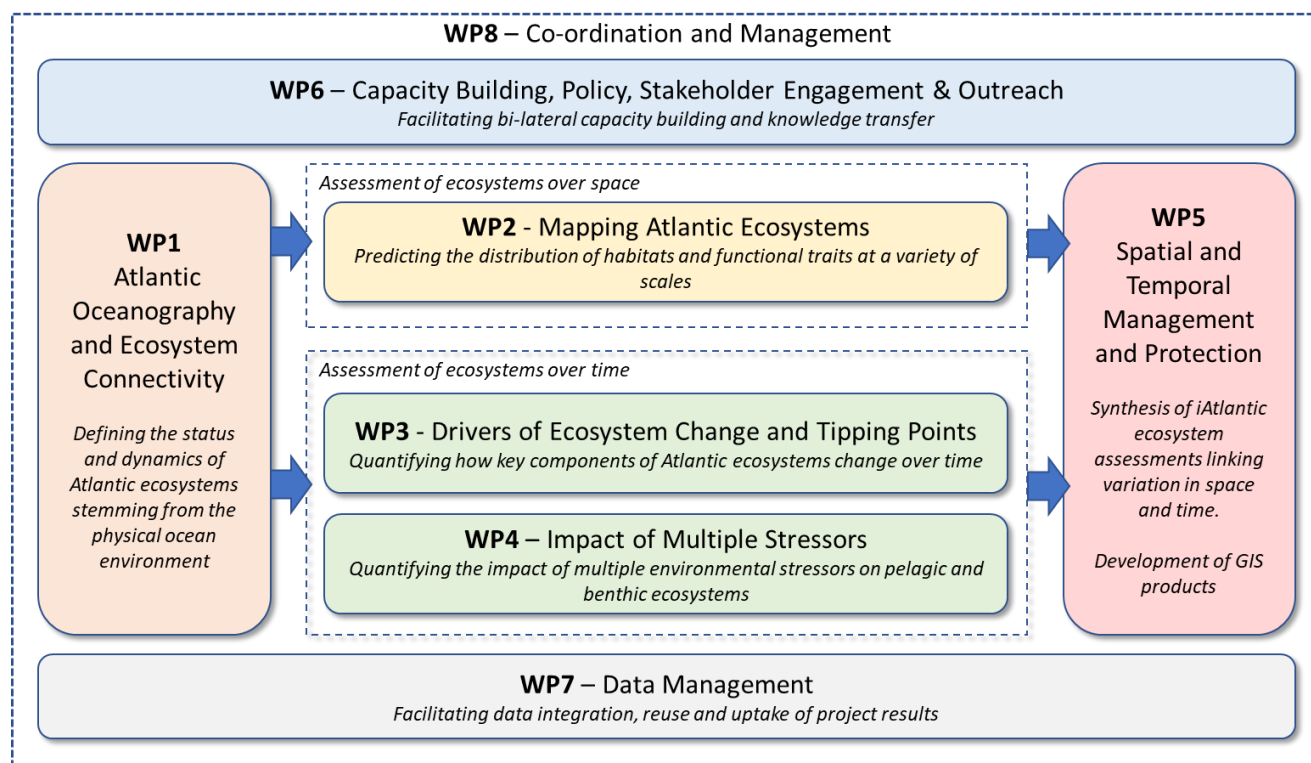 WP8 – Co-ordination and Management
WP6 – Capacity Building, Policy, Stakeholder Engagement & Outreach
Facilitating bi-lateral capacity building and knowledge transfer
WP1
Atlantic
Oceanography
and Ecosystem
Connectivity
Defining the status
and dynamics of
Atlantic ecosystems
stemming from the
physical ocean
environment
Assessment of ecosystems over space
WP2 - Mapping Atlantic Ecosystems
Predicting the distribution of habitats and functional traits at a variety of
scales
Assessment of ecosystems over time
WP3 - Drivers of Ecosystem Change and Tipping Points
Quantifying how key components of Atlantic ecosystems change over time
WP4 – Impact of Multiple Stressors
Quantifying the impact of multiple environmental stressors on pelagic and
benthic ecosystems
WP5
Spatial and
Temporal
Management
and Protection
Synthesis of iAtlantic
ecosystem
assessments linking
variation in space
and time.
Development of GIS
products
WP7 – Data Management
Facilitating data integration, reuse and uptake of project results